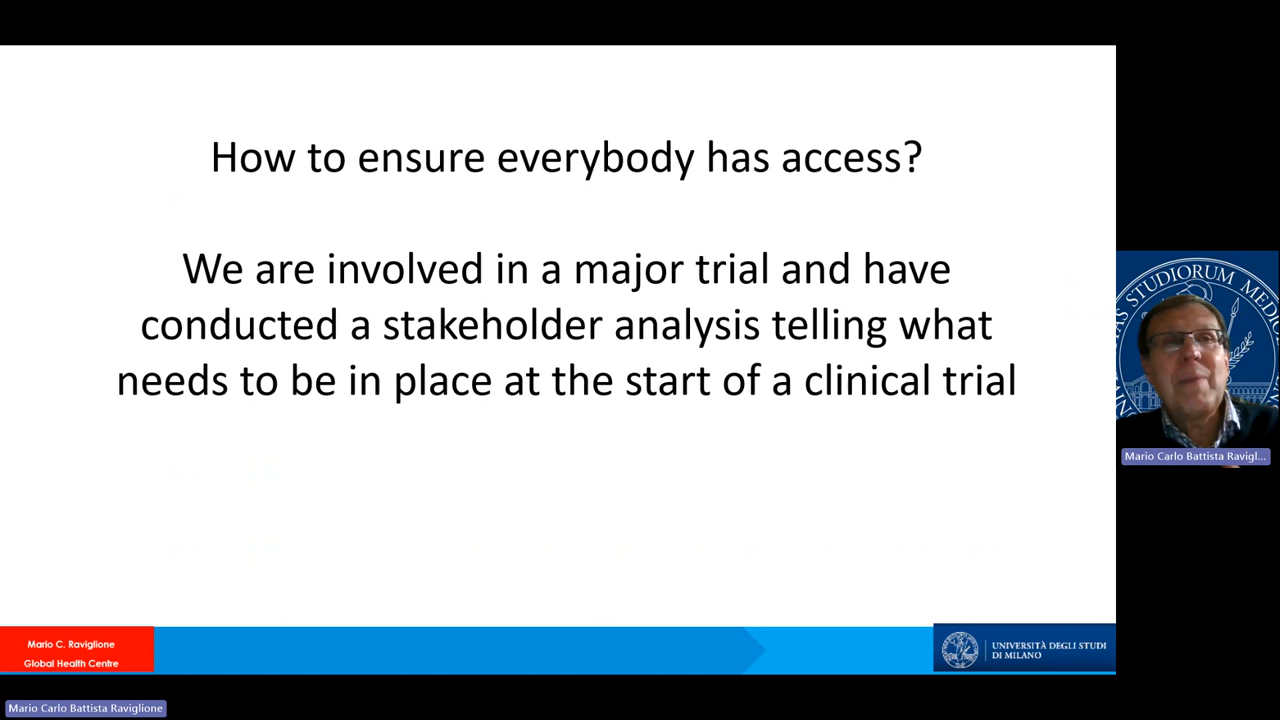 How to ensure everybody has access?
We are involved in a major trial and have
conducted a stakeholder analysis telling what
needs to be in place at the start of a clinical trial
STUDIORUM
Mario Carlo Battista Ravigl...
Mario C. Raviglione
Global Health Centre
UNIVERSITÀ DEGLI STUDI
DI MILANO
Mario Carlo Battista Raviglione